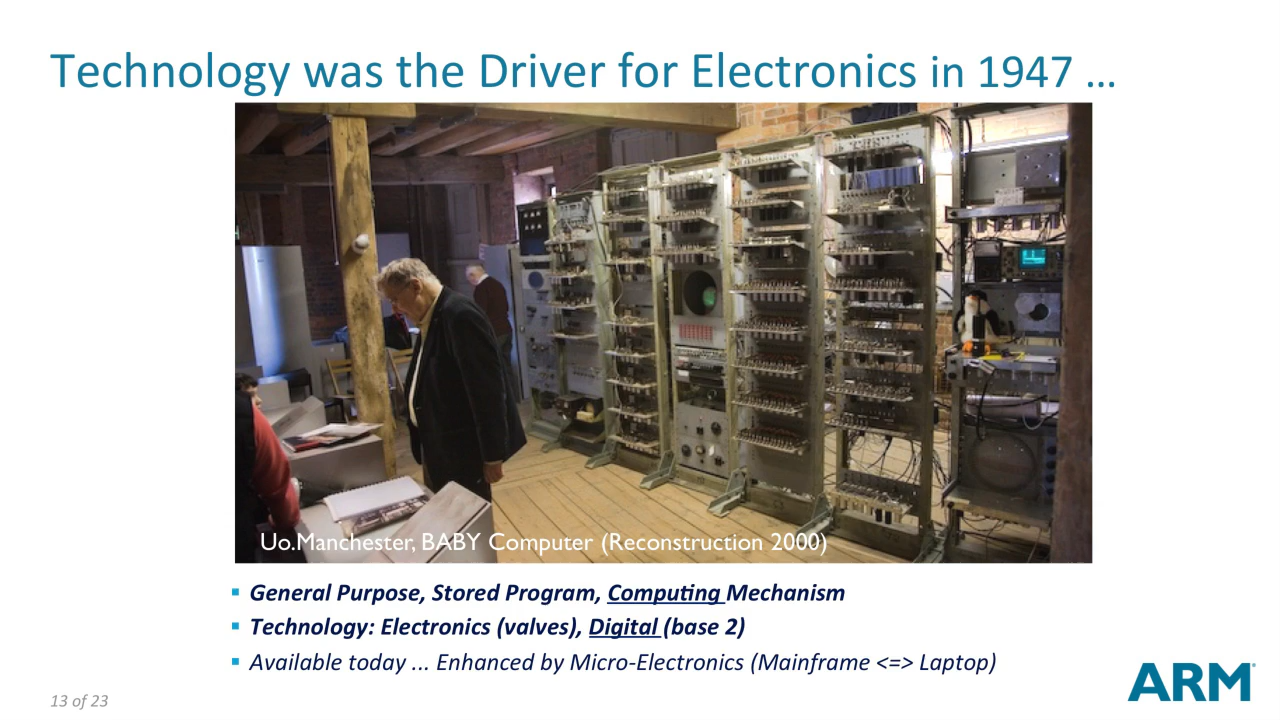 Technology was the Driver for Electronics in 1947 …
Uo.Manchester, BABY Computer (Reconstruction 2000)
General Purpose, Stored Program, Computing Mechanism
Technology: Electronics (valves), Digital (base 2)
Available today ... Enhanced by Micro-Electronics (Mainframe <=> Laptop)
13 of 23
ARM